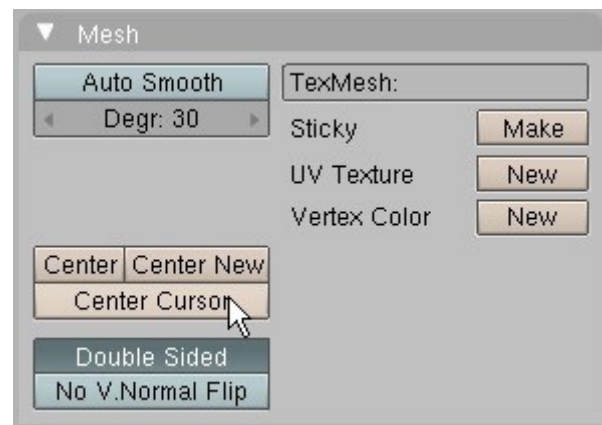 Mesh
Auto Smooth
Degr: 30
TexMesh:
Sticky
Make
UV Texture
New
Vertex Color
New
Center
Center New
Center Cursor
Double Sided
No V.Normal Flip